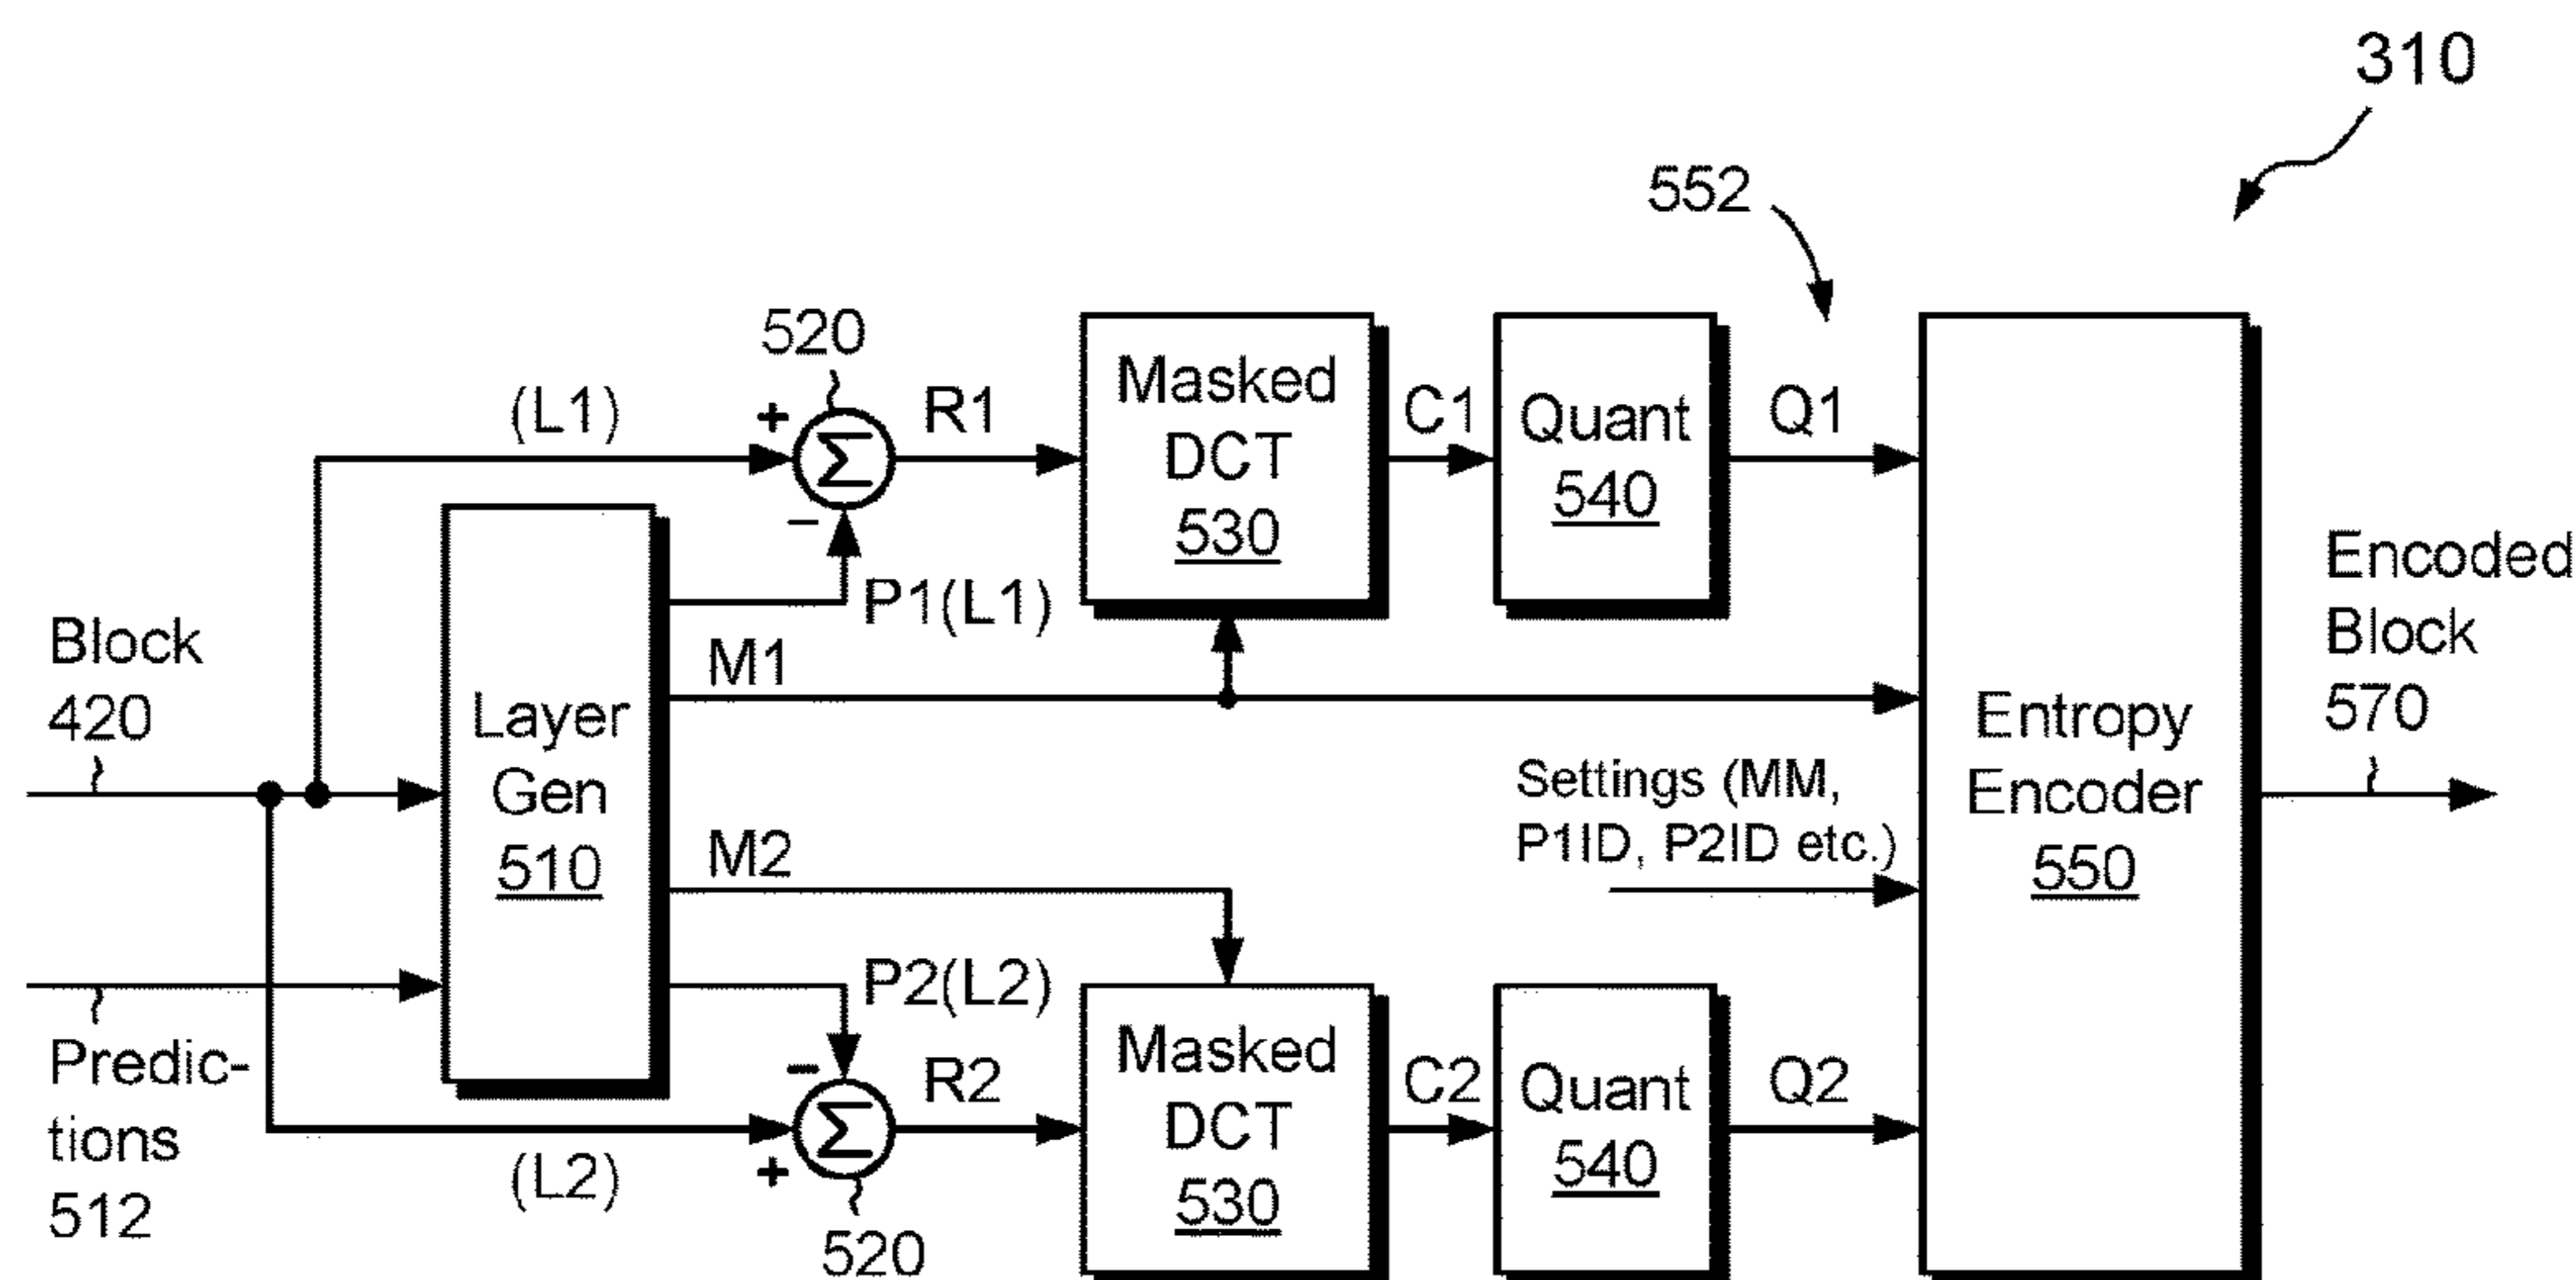 310
552
520
(L1)
+
Σ
−
R1
Masked
DCT
530
C1
Quant
540
Q1
P1(L1)
Block
420
M1
Layer
Gen
510
Entropy
Encoder
550
Encoded
Block
570
Settings (MM,
P1ID, P2ID etc.)
M2
P2(L2)
Predic-
tions
512
(L2)
−
Σ
+
520
R2
Masked
DCT
530
C2
Quant
540
Q2